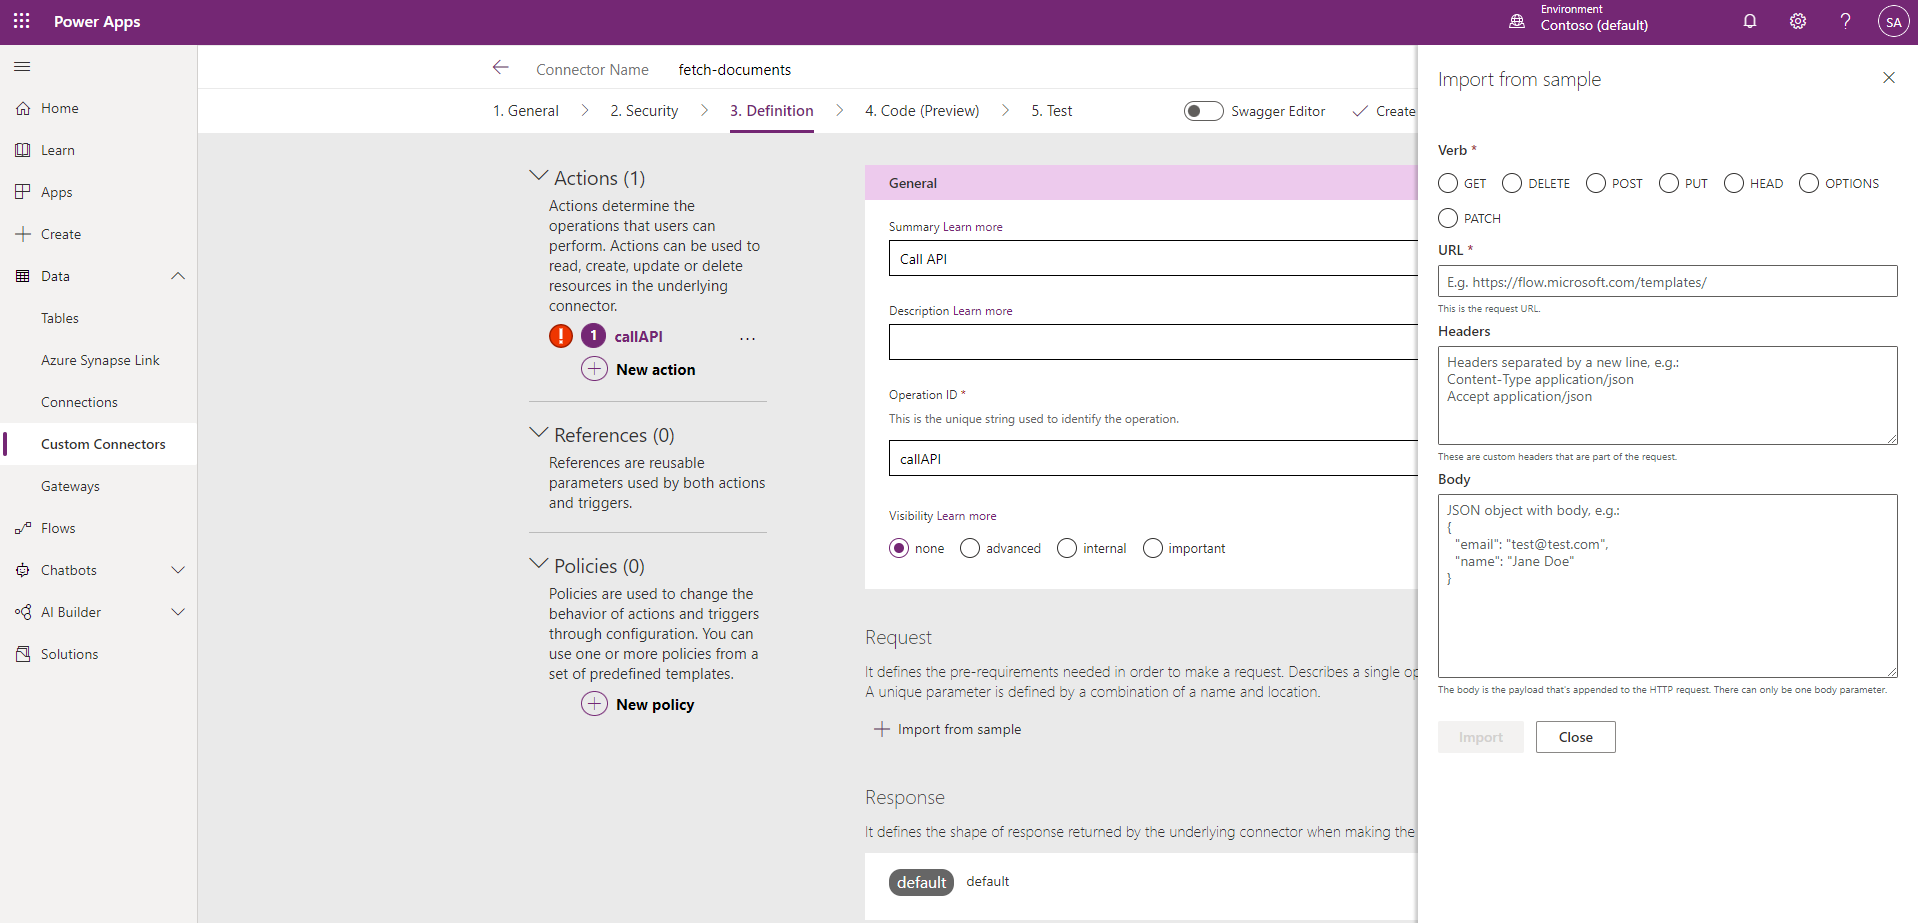 Power Apps
Environment
Contoso (default)
SA
Home
Learn
Apps
Create
Data
Tables
Azure Synapse Link
Connections
Custom Connectors
Gateways
Flows
Chatbots
AI Builder
Solutions
Connector Name fetch-documents
1. General 2. Security 3. Definition 4. Code (Preview) 5. Test Swagger Editor Create
Actions (1)
Actions determine the
operations that users can
perform. Actions can be used to
read, create, update or delete
resources in the underlying
connector.
1 callAPI ...
New action
References (0)
References are reusable
parameters used by both actions
and triggers.
Policies (0)
Policies are used to change the
behavior of actions and triggers
through configuration. You can
use one or more policies from a
set of predefined templates.
New policy
General
Summary Learn more
Call API
Description Learn more
Operation ID *
This is the unique string used to identify the operation.
callAPI
Visibility Learn more
none advanced internal important
Request
It defines the pre-requirements needed in order to make a request. Describes a single op
A unique parameter is defined by a combination of a name and location.
Import from sample
Response
It defines the shape of response returned by the underlying connector when making the
default default
Import from sample
Verb *
GET DELETE POST PUT HEAD OPTIONS
PATCH
URL *
E.g. https://flow.microsoft.com/templates/
This is the request URL.
Headers
Headers separated by a new line, e.g.:
Content-Type application/json
Accept application/json
These are custom headers that are part of the request.
Body
JSON object with body, e.g.:
{
"email": "test@test.com",
"name": "Jane Doe"
}
The body is the payload that's appended to the HTTP request. There can only be one body parameter.
Import Close